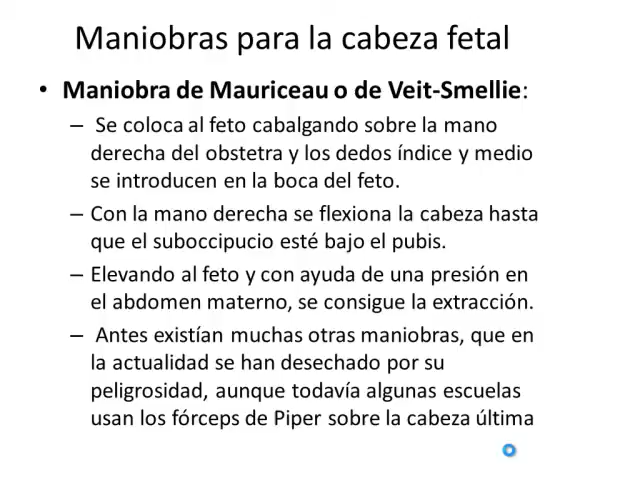 Maniobras para la cabeza fetal
• Maniobra de Mauriceau o de Veit-Smellie:
– Se coloca al feto cabalgando sobre la mano
derecha del obstetra y los dedos índice y medio
se introducen en la boca del feto.
– Con la mano derecha se flexiona la cabeza hasta
que el suboccipucio esté bajo el pubis.
– Elevando al feto y con ayuda de una presión en
el abdomen materno, se consigue la extracción.
– Antes existían muchas otras maniobras, que en
la actualidad se han desechado por su
peligrosidad, aunque todavía algunas escuelas
usan los fórceps de Piper sobre la cabeza última